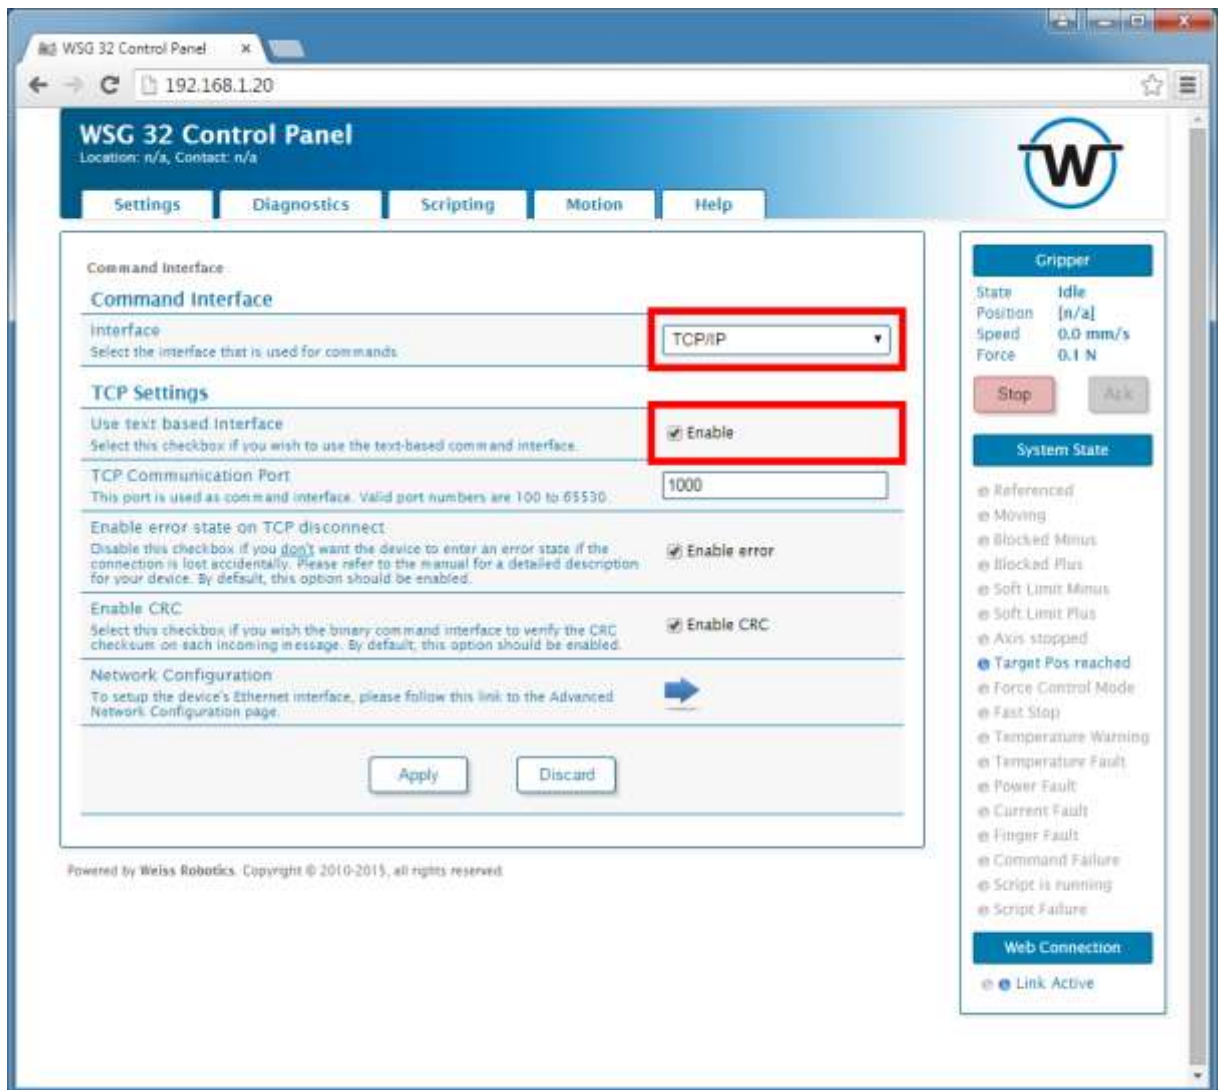 WSG 32 Control Panel
192.168.1.20
WSG 32 Control Panel
Location: n/a, Contact: n/a
W
Settings
Diagnostics
Scripting
Motion
Help
Command Interface
Command Interface
Interface
Select the interface that is used for commands
TCP/IP
TCP Settings
Use text based Interface
Select this checkbox if you wish to use the text-based command interface.
Enable
TCP Communication Port
This port is used as command interface. Valid port numbers are 100 to 65530.
1000
Enable error state on TCP disconnect
Disable this checkbox if you don't want the device to enter an error state if the
connection is lost accidentally. Please refer to the manual for a detailed description
for your device. By default, this option should be enabled.
Enable error
Enable CRC
Select this checkbox if you wish the binary command interface to verify the CRC
checksum on each incoming message. By default, this option should be enabled.
Enable CRC
Network Configuration
To setup the device's Ethernet interface, please follow this link to the Advanced
Network Configuration page.
Apply
Discard
Powered by Weiss Robotics. Copyright © 2010-2015, all rights reserved.
Gripper
State Idle
Position [n/a]
Speed 0.0 mm/s
Force 0.1 N
Stop
Ack
System State
Referenced
Moving
Blocked Minus
Blocked Plus
Soft Limit Minus
Soft Limit Plus
Axis stopped
Target Pos reached
Force Control Mode
Fast Stop
Temperature Warning
Temperature Fault
Power Fault
Current Fault
Finger Fault
Command Failure
Script is running
Script Failure
Web Connection
Link Active